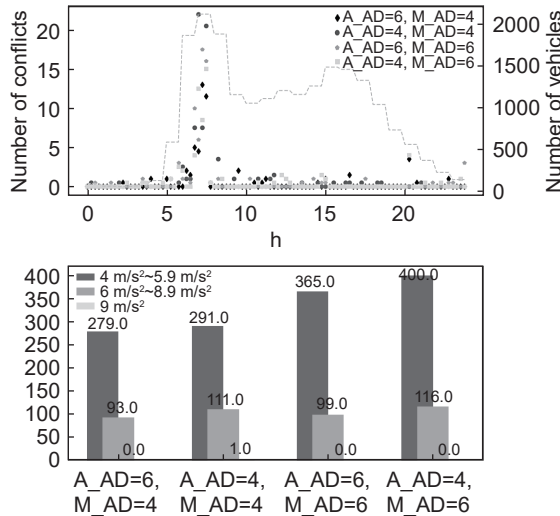 Number of conflicts
20
15
10
5
0
A_AD=6, M_AD=4
A_AD=4, M_AD=4
A_AD=6, M_AD=6
A_AD=4, M_AD=6
2000
1500
1000
500
0
Number of vehicles
0 5 10 15 20
h
400
350
300
250
200
150
100
50
0
4 m/s²~5.9 m/s²
6 m/s²~8.9 m/s²
9 m/s²
279.0 93.0 0.0
291.0 111.0 1.0
365.0 99.0 0.0
400.0 116.0 0.0
A_AD=6, A_AD=4, A_AD=6, A_AD=4,
M_AD=4 M_AD=4 M_AD=6 M_AD=6